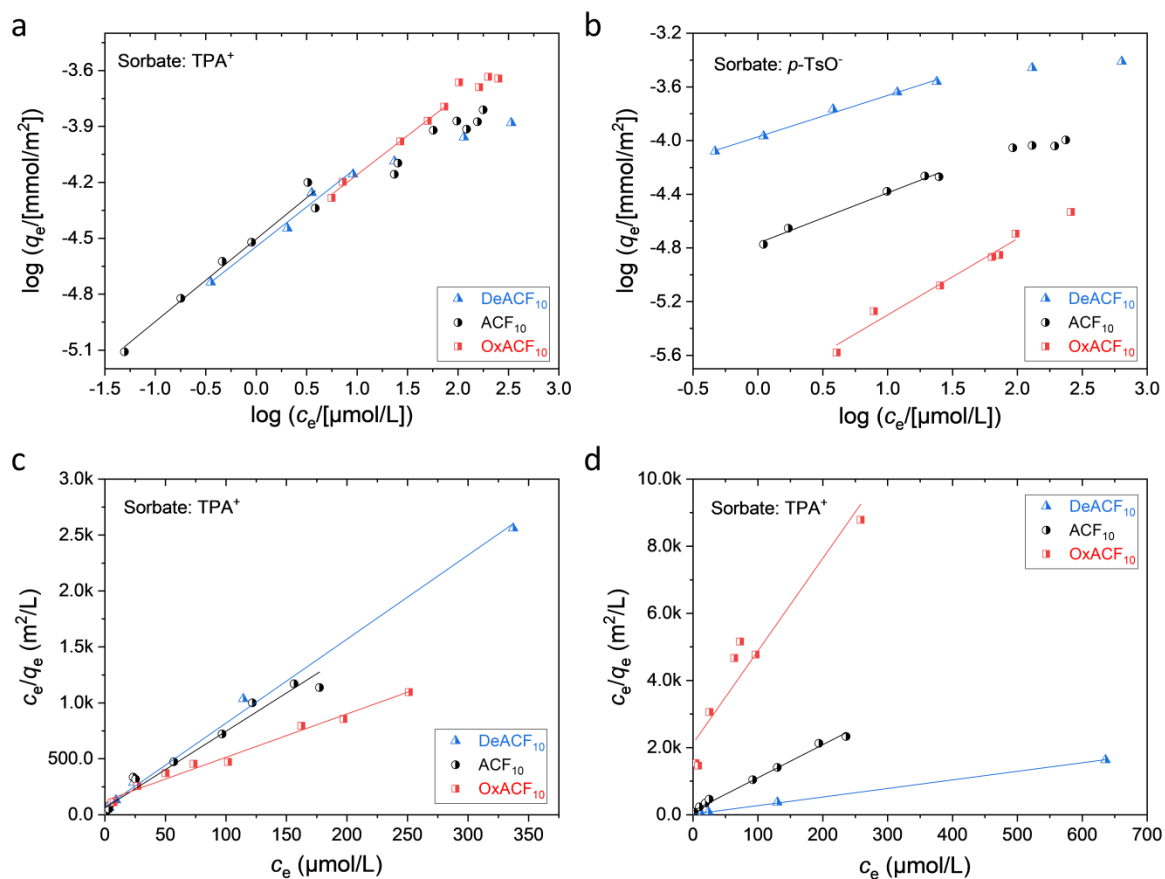 a
Sorbate: TPA⁺
log (qₑ/[mmol/m²])
-3.6
-3.9
-4.2
-4.5
-4.8
-5.1
-1.5 -1.0 -0.5 0.0 0.5 1.0 1.5 2.0 2.5 3.0
log (cₑ/[µmol/L])
DeACF₁₀
ACF₁₀
OxACF₁₀
b
Sorbate: p-TsO⁻
log (qₑ/[mmol/m²])
-3.2
-3.6
-4.0
-4.4
-4.8
-5.2
-5.6
-0.5 0.0 0.5 1.0 1.5 2.0 2.5 3.0
log (cₑ/[µmol/L])
DeACF₁₀
ACF₁₀
OxACF₁₀
c
Sorbate: TPA⁺
cₑ/qₑ (m²/L)
3.0k
2.5k
2.0k
1.5k
1.0k
500.0
0.0
0 50 100 150 200 250 300 350
cₑ (µmol/L)
DeACF₁₀
ACF₁₀
OxACF₁₀
d
Sorbate: TPA⁺
cₑ/qₑ (m²/L)
10.0k
8.0k
6.0k
4.0k
2.0k
0.0
0 100 200 300 400 500 600 700
cₑ (µmol/L)
DeACF₁₀
ACF₁₀
OxACF₁₀